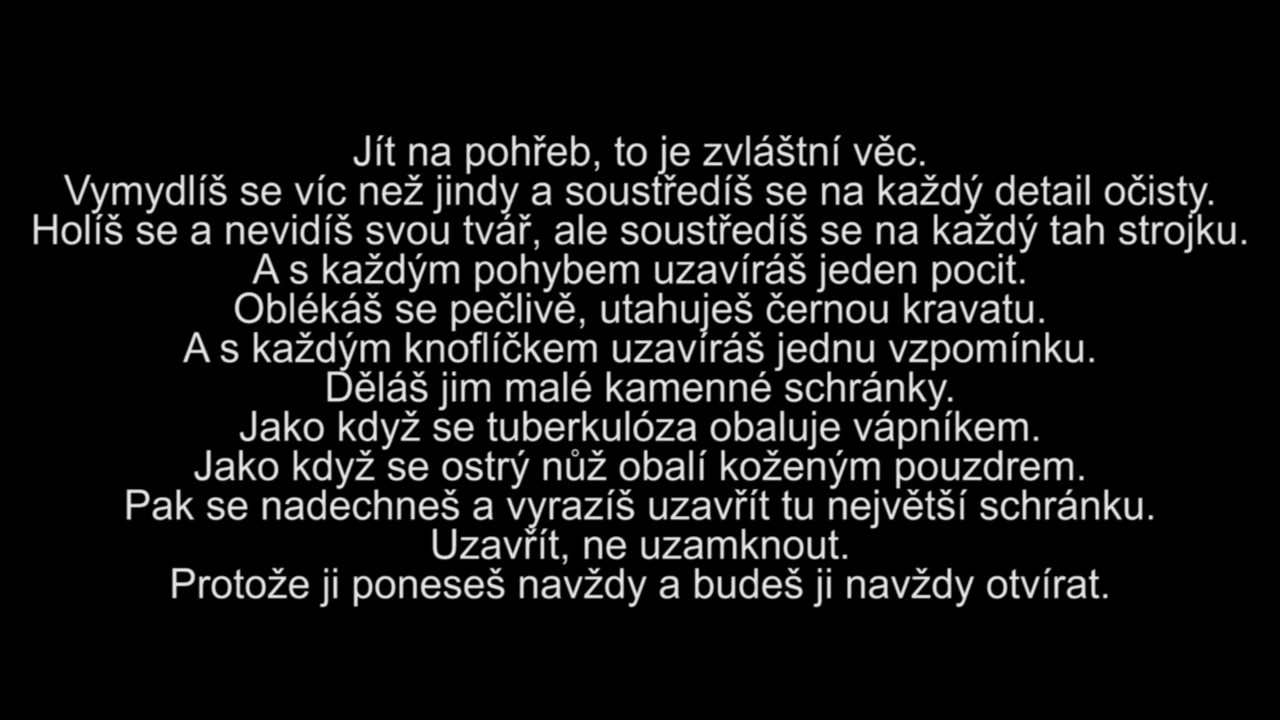 Jít na pohřeb, to je zvláštní věc.
Vymydlíš se víc než jindy a soustředíš se na každý detail očisty.
Holíš se a nevidíš svou tvář, ale soustředíš se na každý tah strojku.
A s každým pohybem uzavíráš jeden pocit.
Oblékáš se pečlivě, utahuješ černou kravatu.
A s každým knoflíčkem uzavíráš jednu vzpomínku.
Děláš jim malé kamenné schránky.
Jako když se tuberkulóza obaluje vápníkem.
Jako když se ostrý nůž obalí koženým pouzdrem.
Pak se nadechneš a vyrazíš uzavřít tu největší schránku.
Uzavřít, ne uzamknout.
Protože ji poneseš navždy a budeš ji navždy otvírat.